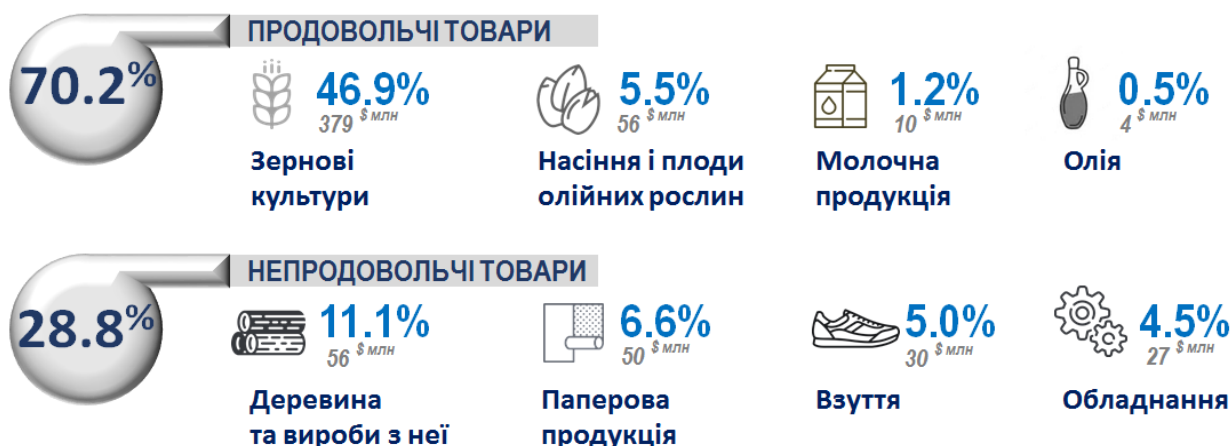 70.2%
ПРОДОВОЛЬЧІ ТОВАРИ
46.9%
379 $ млн
Зернові
культури
5.5%
56 $ млн
Насіння і плоди
олійних рослин
1.2%
10 $ млн
Молочна
продукція
0.5%
4 $ млн
Олія
28.8%
НЕПРОДОВОЛЬЧІ ТОВАРИ
11.1%
56 $ млн
Деревина
та вироби з неї
6.6%
50 $ млн
Паперова
продукція
5.0%
30 $ млн
Взуття
4.5%
27 $ млн
Обладнання